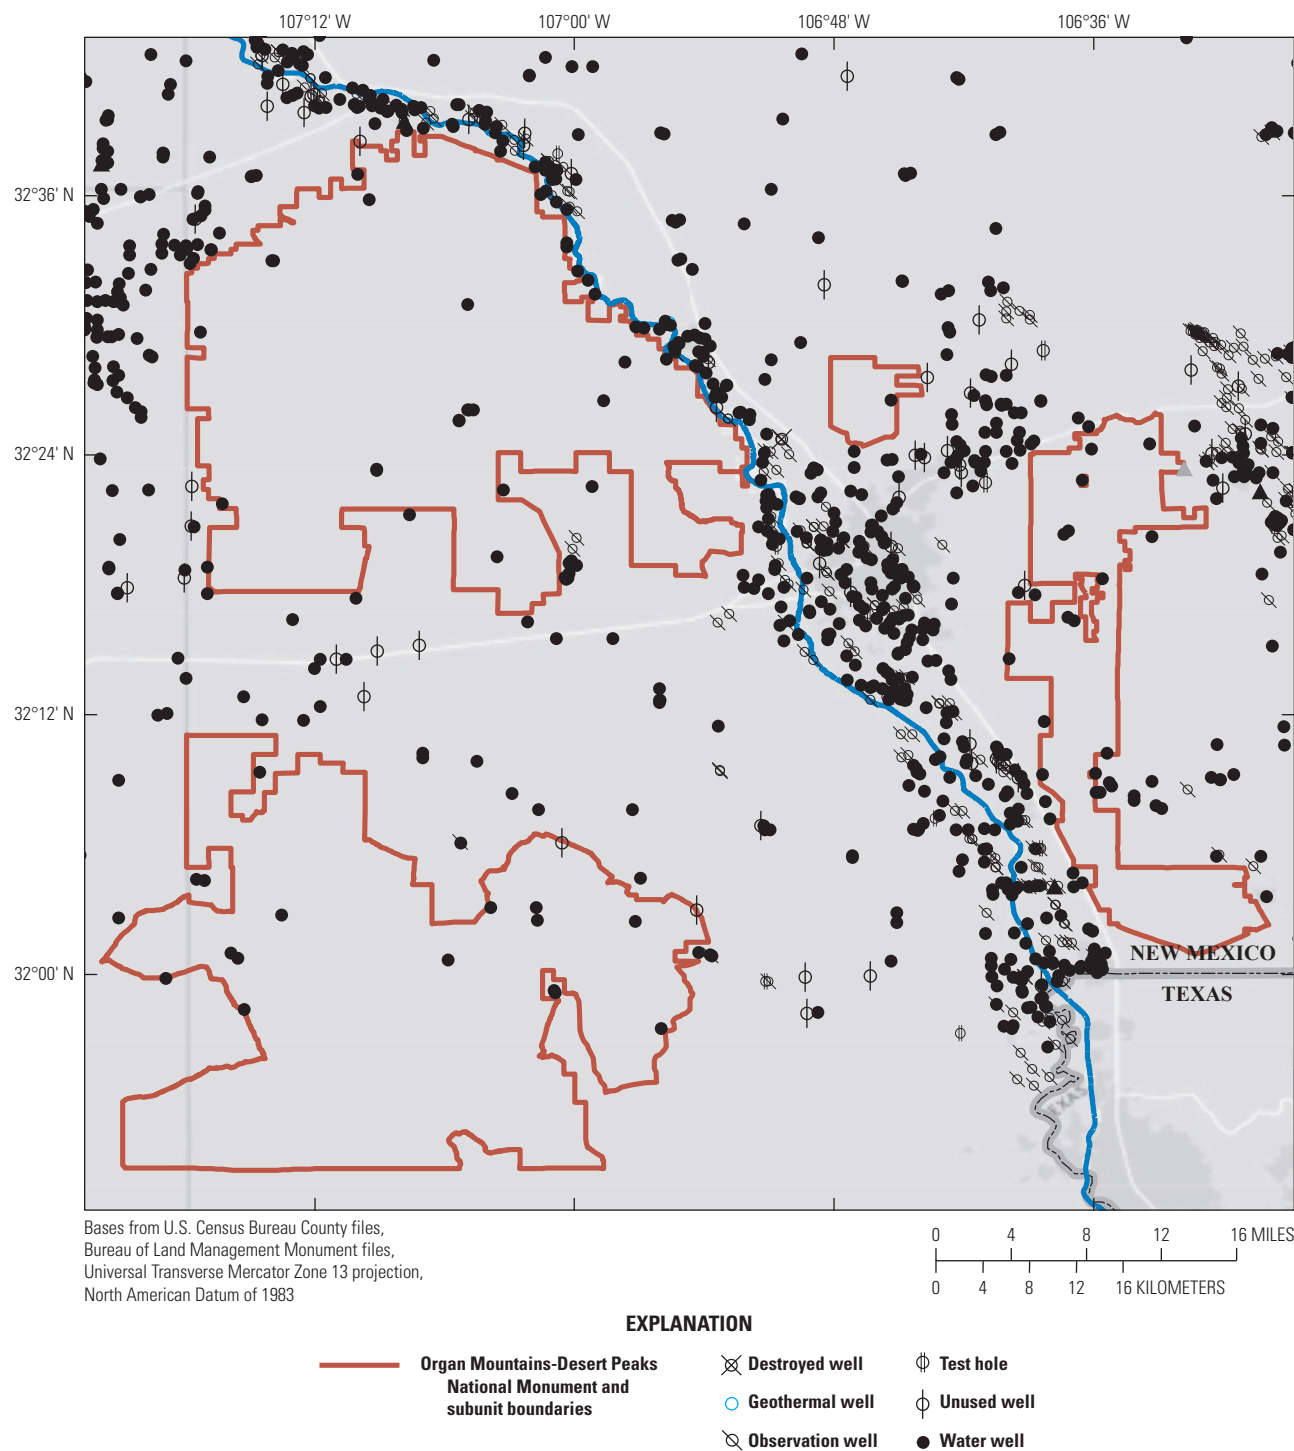 107°12' W
107°00' W
106°48' W
106°36' W
32°36' N
32°24' N
32°12' N
32°00' N
NEW MEXICO
TEXAS
Bases from U.S. Census Bureau County files,
Bureau of Land Management Monument files,
Universal Transverse Mercator Zone 13 projection,
North American Datum of 1983
0 4 8 12 16 MILES
0 4 8 12 16 KILOMETERS
EXPLANATION
Organ Mountains-Desert Peaks
National Monument and
subunit boundaries
Destroyed well
Geothermal well
Observation well
Test hole
Unused well
Water well